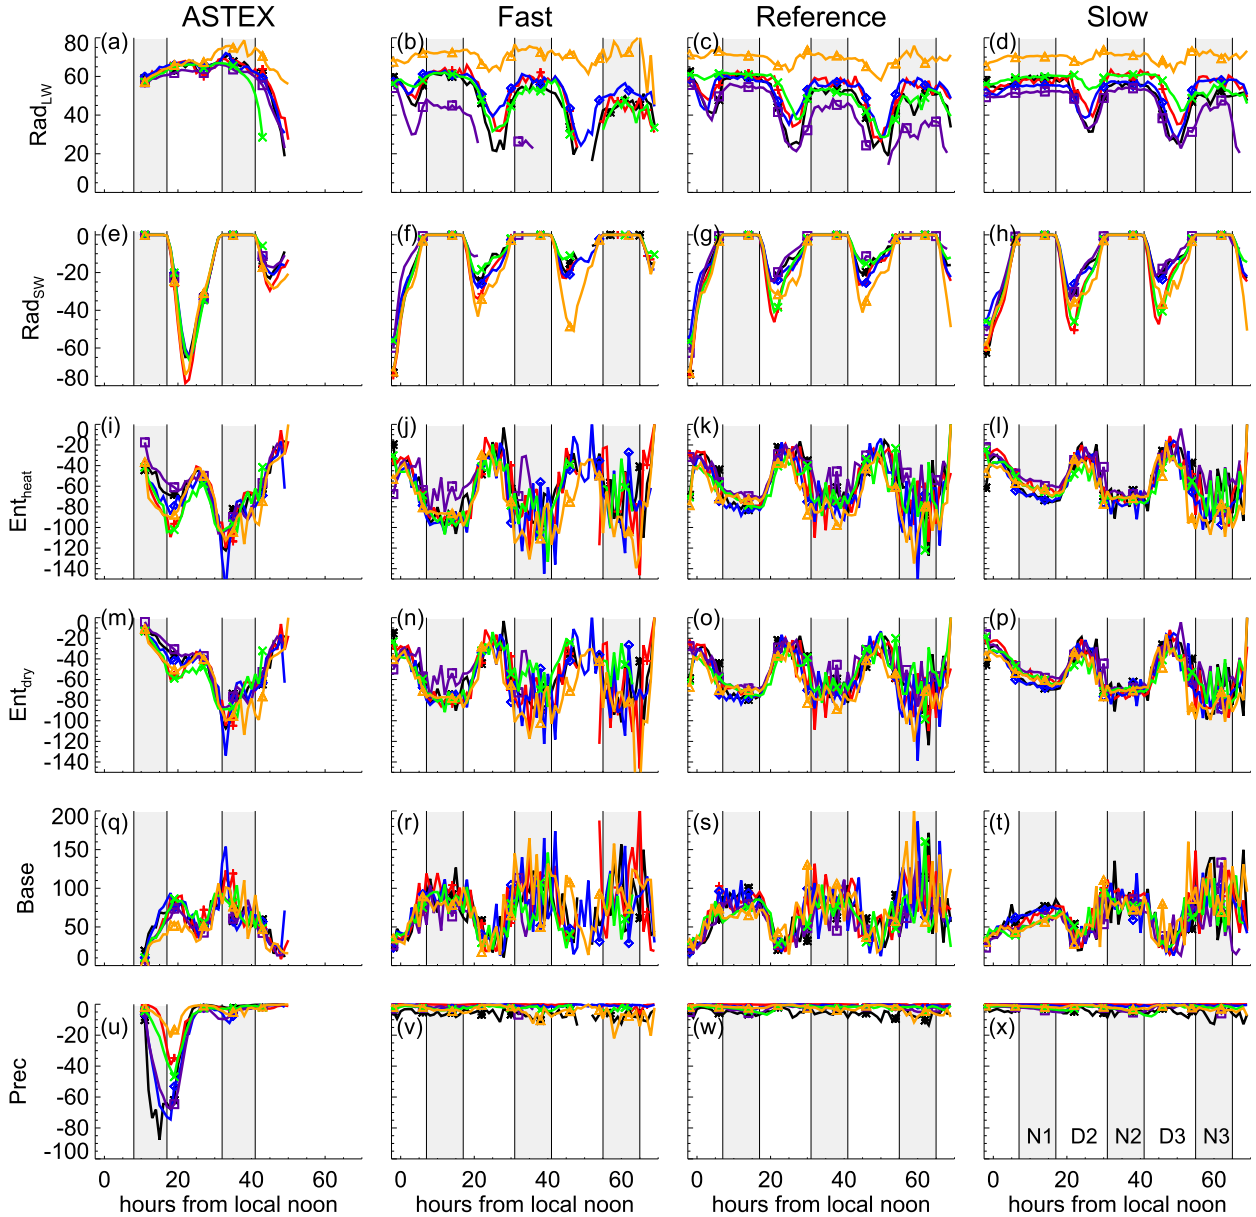 ASTEX Fast Reference Slow
Rad_LW
80
60
40
20
0
(a) (b) (c) (d)
Rad_SW
0
-20
-40
-60
-80
(e) (f) (g) (h)
Ent_heat
0
-20
-40
-60
-80
-100
-120
-140
(i) (j) (k) (l)
Ent_dry
0
-20
-40
-60
-80
-100
-120
-140
(m) (n) (o) (p)
Base
200
150
100
50
0
(q) (r) (s) (t)
Prec
0
-20
-40
-60
-80
-100
(u) (v) (w) (x)
N1 D2 N2 D3 N3
0 20 40 60 0 20 40 60 0 20 40 60 0 20 40 60
hours from local noon hours from local noon hours from local noon hours from local noon